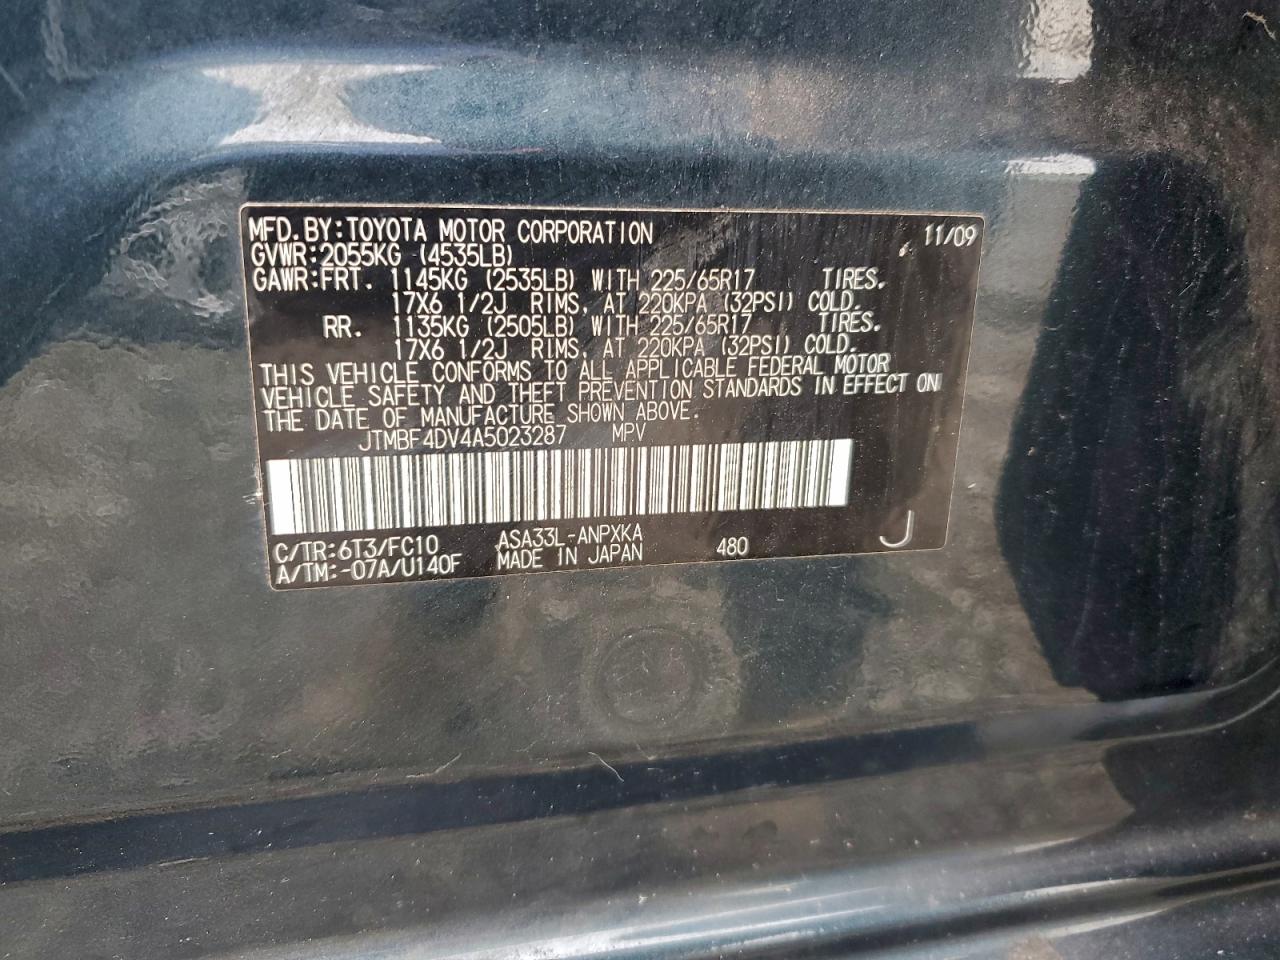 MFD.BY:TOYOTA MOTOR CORPORATION 11/09
GVWR:2055KG (4535LB)
GAWR:FRT. 1145KG (2535LB) WITH 225/65R17 TIRES.
17X6 1/2J RIMS, AT 220KPA (32PSI) COLD.
RR. 1135KG (2505LB) WITH 225/65R17 TIRES.
17X6 1/2J RIMS, AT 220KPA (32PSI) COLD.
THIS VEHICLE CONFORMS TO ALL APPLICABLE FEDERAL MOTOR
VEHICLE SAFETY AND THEFT PREVENTION STANDARDS IN EFFECT ON
THE DATE OF MANUFACTURE SHOWN ABOVE.
JTMBF4DV4A5023287 MPV
C/TR:6T3/FC10 ASA33L-ANPXKA 480 J
A/TM:-07A/U140F MADE IN JAPAN